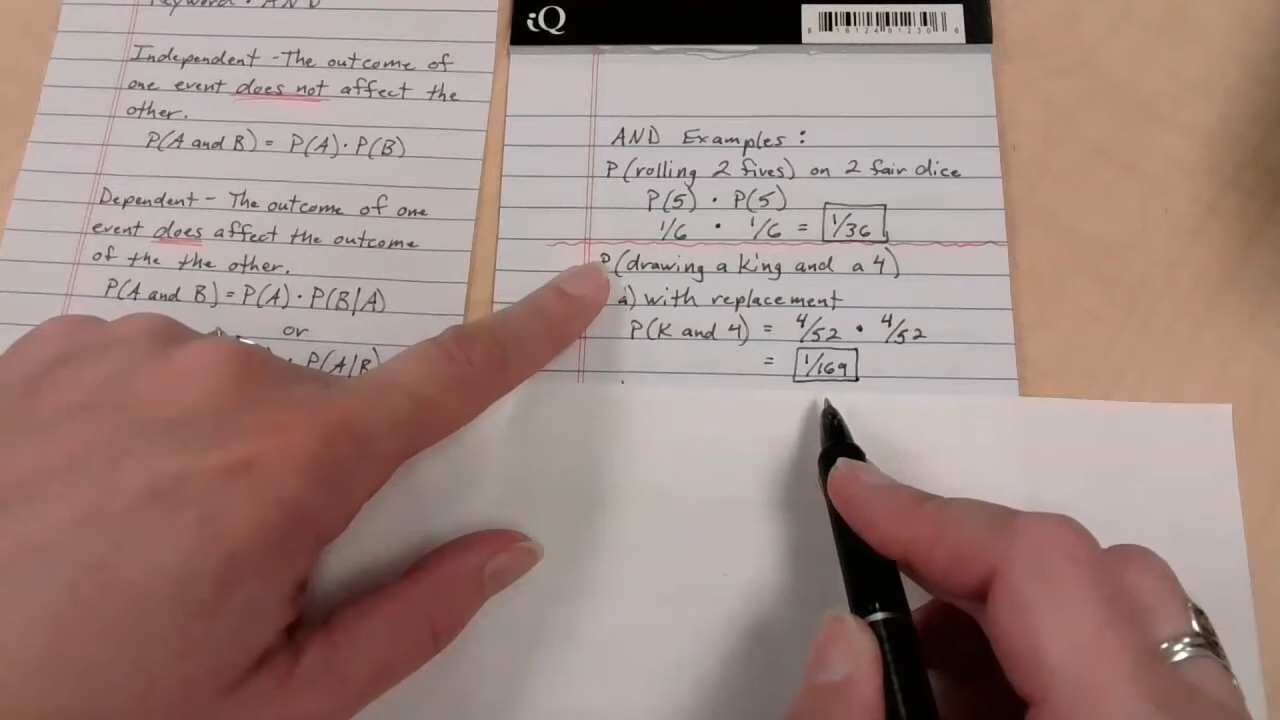 Keyword: AND
Independent - The outcome of
one event does not affect the
other.
P(A and B) = P(A) · P(B)
Dependent - The outcome of one
event does affect the outcome
of the the other.
P(A and B) = P(A) · P(B|A)
or
· P(A|B)
iQ
AND Examples:
P(rolling 2 fives) on 2 fair dice
P(5) · P(5)
1/6 · 1/6 = 1/36
P(drawing a king and a 4)
a) with replacement
P(K and 4) = 4/52 · 4/52
= 1/169